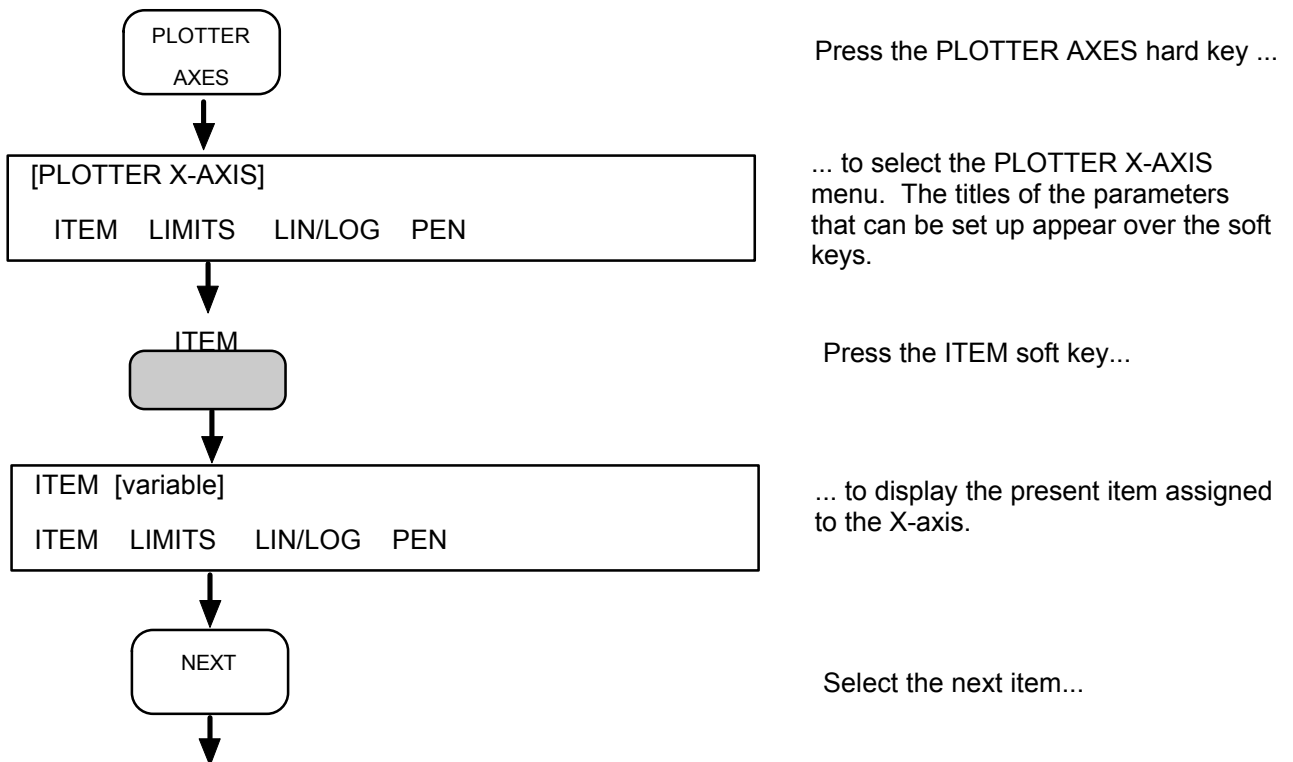 PLOTTER
AXES
Press the PLOTTER AXES hard key ...
[PLOTTER X-AXIS]
ITEM LIMITS LIN/LOG PEN
... to select the PLOTTER X-AXIS
menu. The titles of the parameters
that can be set up appear over the soft
keys.
ITEM
Press the ITEM soft key...
ITEM [variable]
ITEM LIMITS LIN/LOG PEN
... to display the present item assigned
to the X-axis.
NEXT
Select the next item...